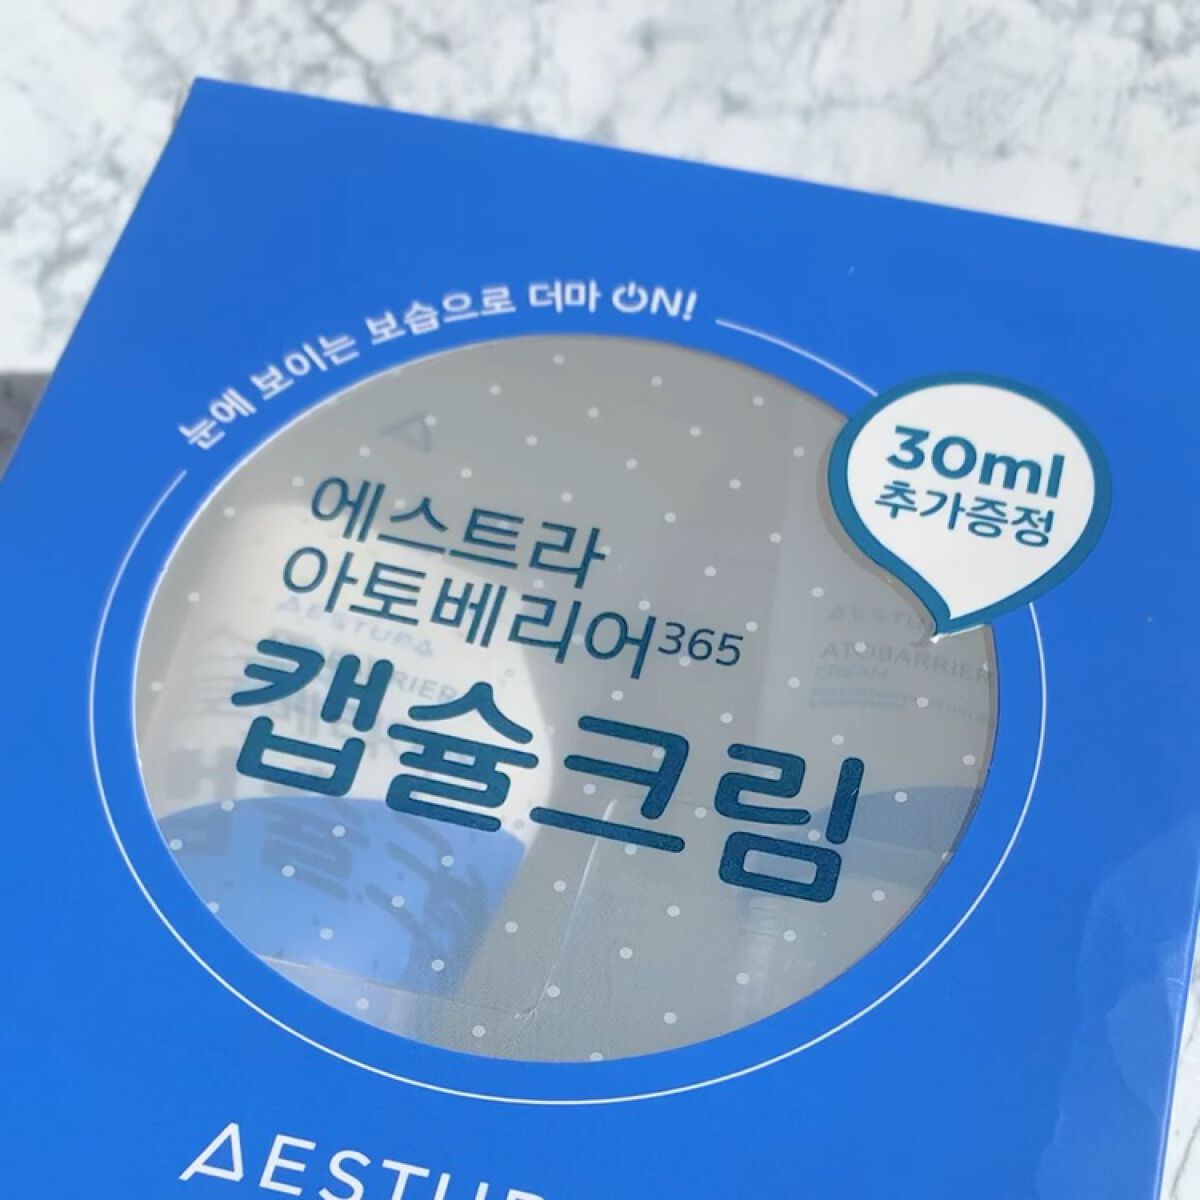 눈에 보이는 보습으로 더마 ON!
30ml
추가증정
에스트라
아토베리어365
캡슐크림
AESTURA
ATOBARRIER
CREAM